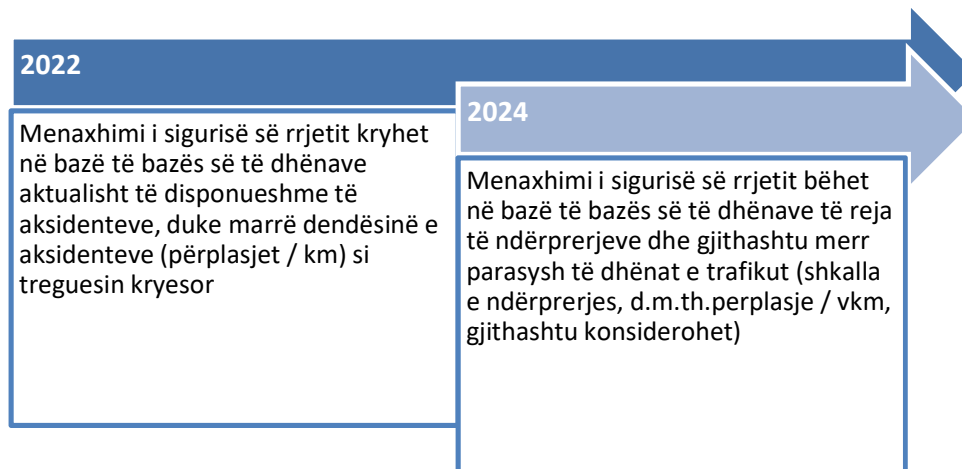 2022
Menaxhimi i sigurisë së rrjetit kryhet
në bazë të bazës së të dhënave
aktualisht të disponueshme të
aksidenteve, duke marrë dendësinë e
aksidenteve (përplasjet / km) si
treguesin kryesor
2024
Menaxhimi i sigurisë së rrjetit bëhet
në bazë të bazës së të dhënave të reja
të ndërprerjeve dhe gjithashtu merr
parasysh të dhënat e trafikut (shkalla
e ndërprerjes, d.m.th.perplasje / vkm,
gjithashtu konsiderohet)